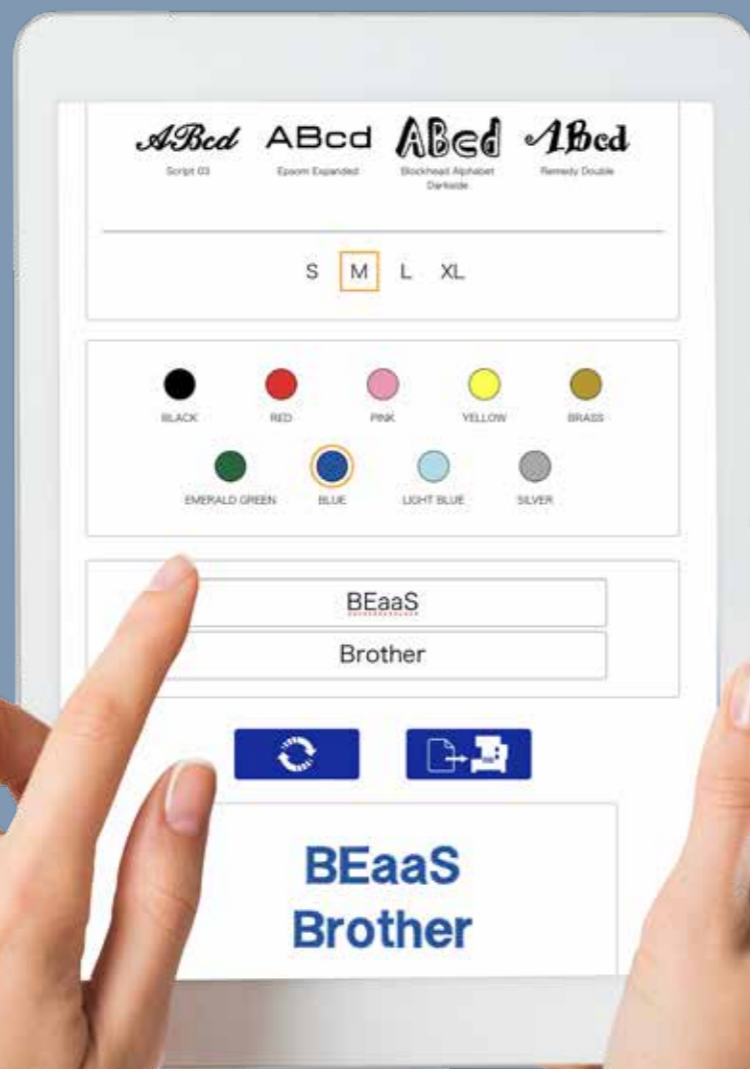 ABcd ABcd ABcd ABcd
Script 03 Epsom Expanded Blockhead Alphabet Darkside Remedy Double
S M L XL
BLACK RED PINK YELLOW BRASS
EMERALD GREEN BLUE LIGHT BLUE SILVER
BEaaS
Brother
BEaaS
Brother